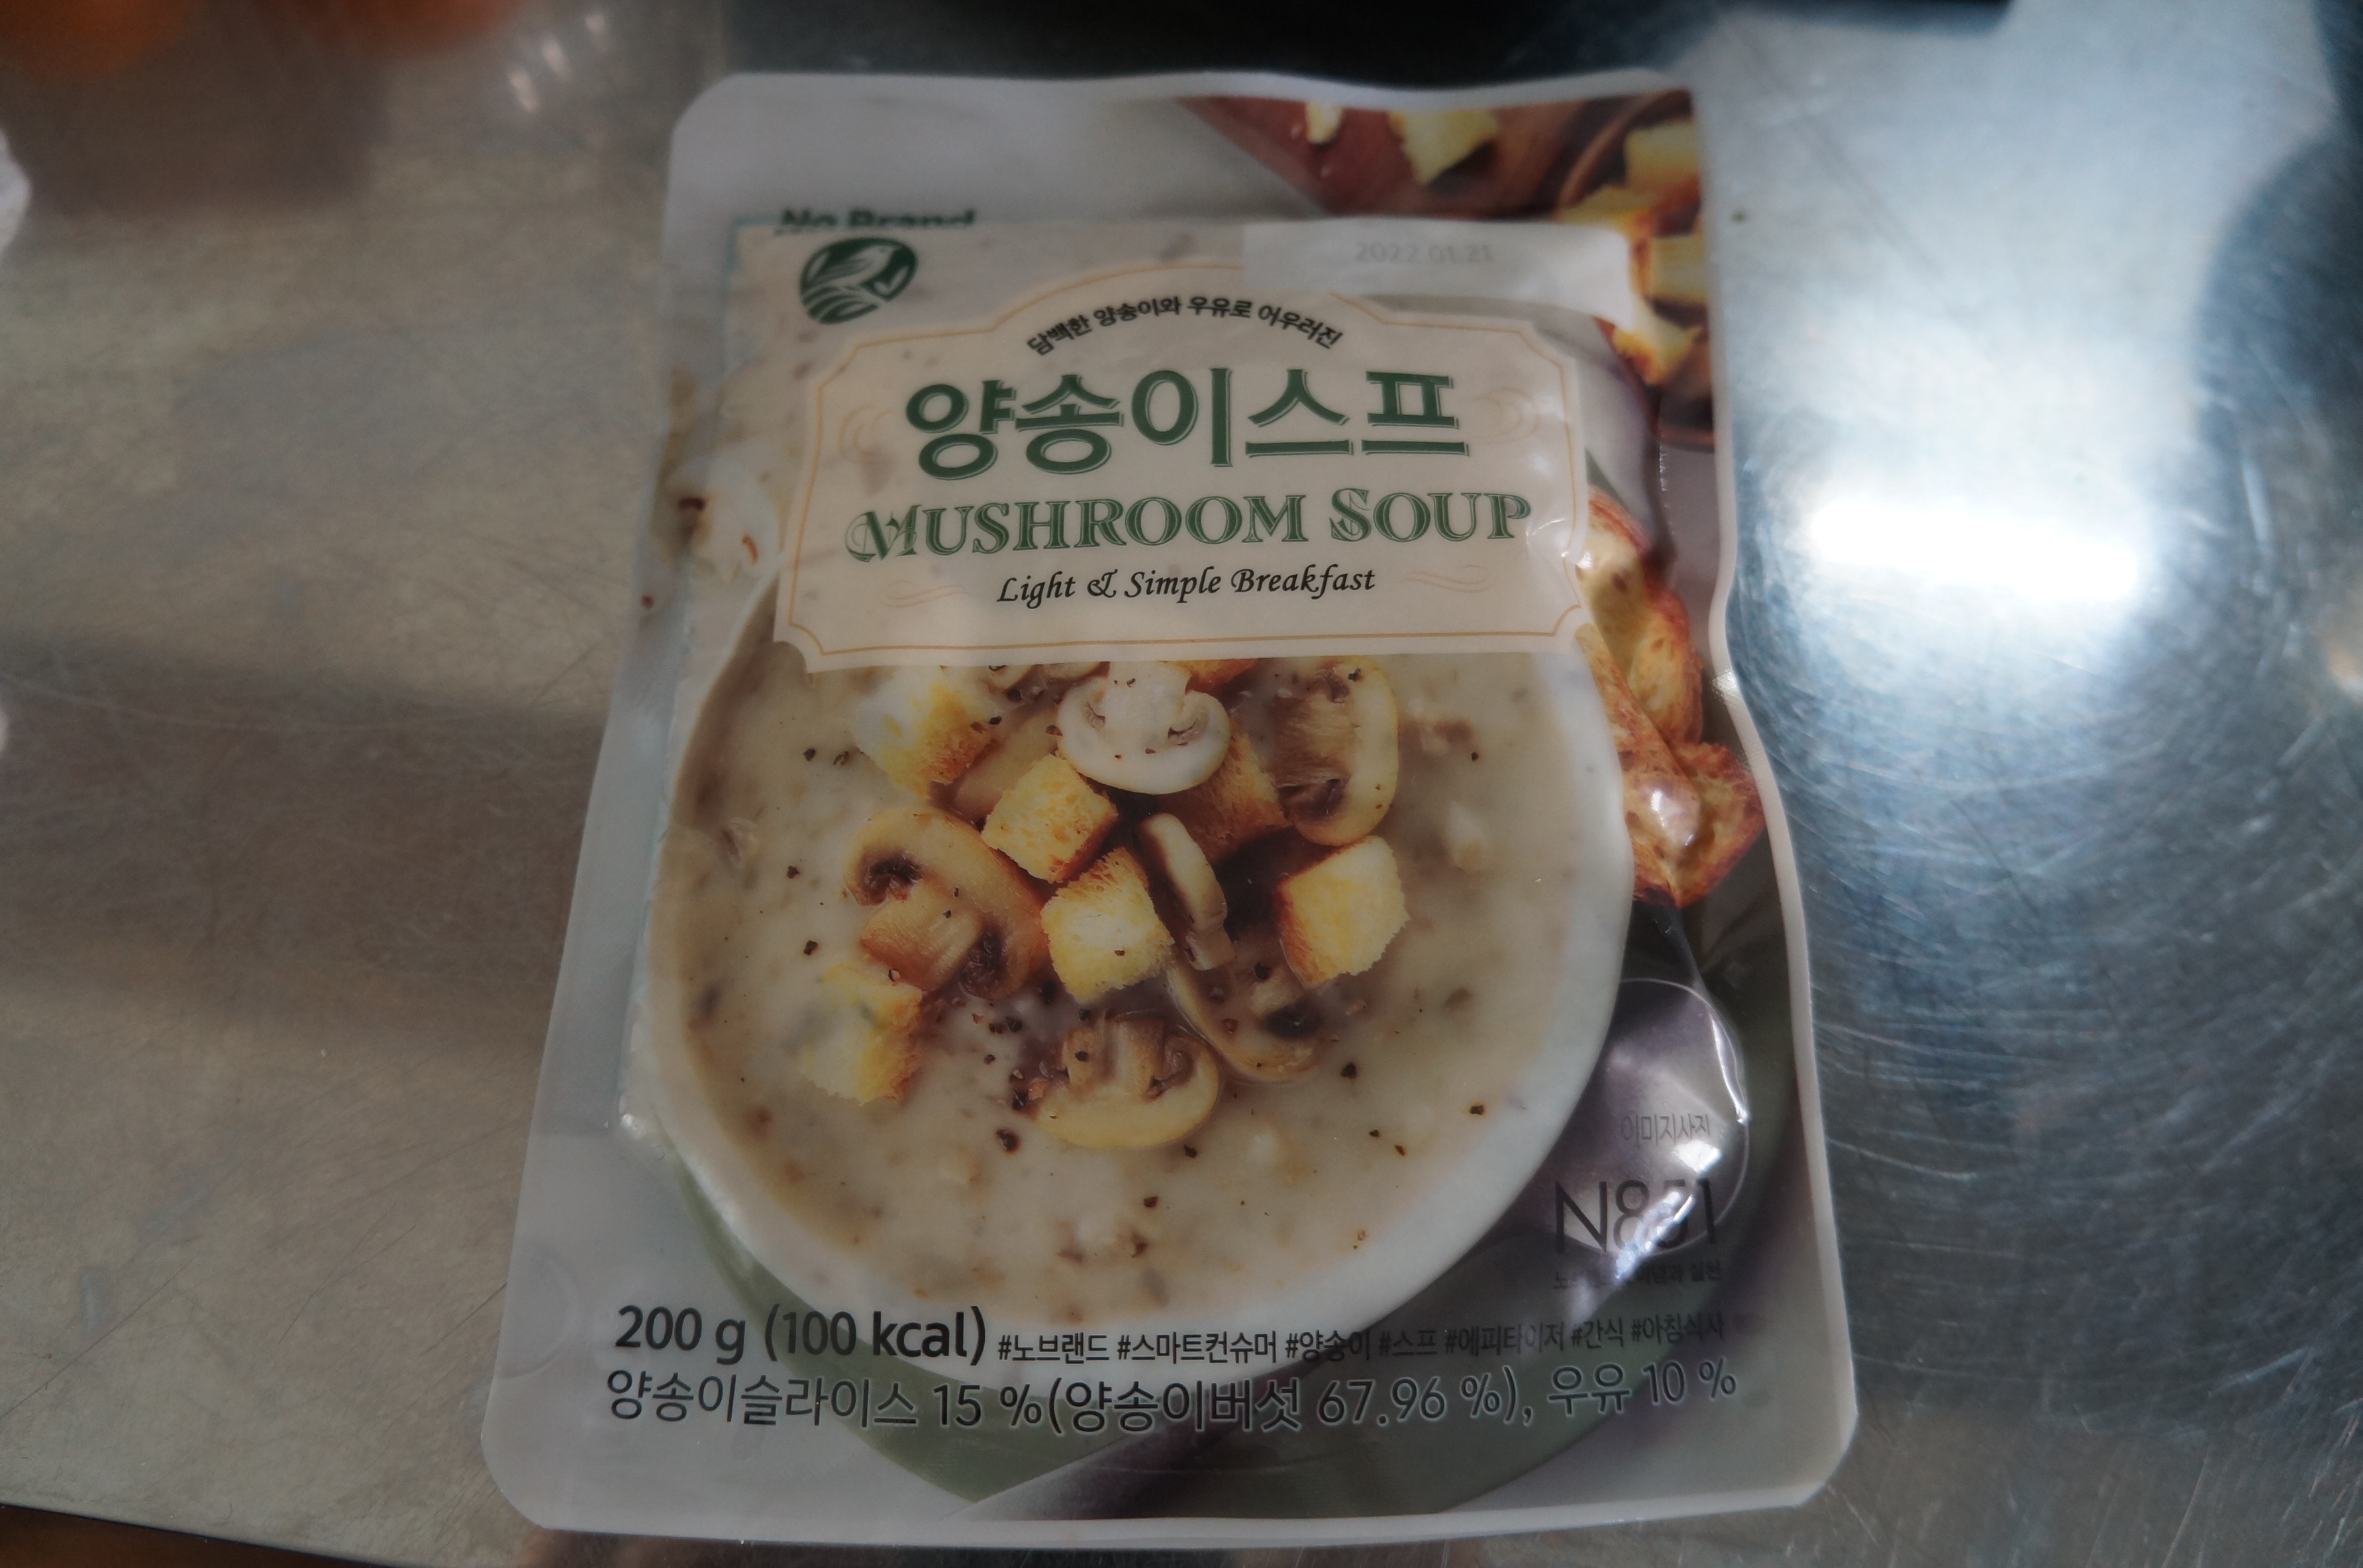 No Brand
2022.01.21
담백한 양송이와 우유로 어우러진
양송이스프
MUSHROOM SOUP
Light & Simple Breakfast
이미지사진
N851
200 g (100 kcal) #노브랜드 #스마트컨슈머 #양송이 #스프 #에피타이저 #간식 #아침식사
양송이슬라이스 15 %(양송이버섯 67.96 %), 우유 10 %